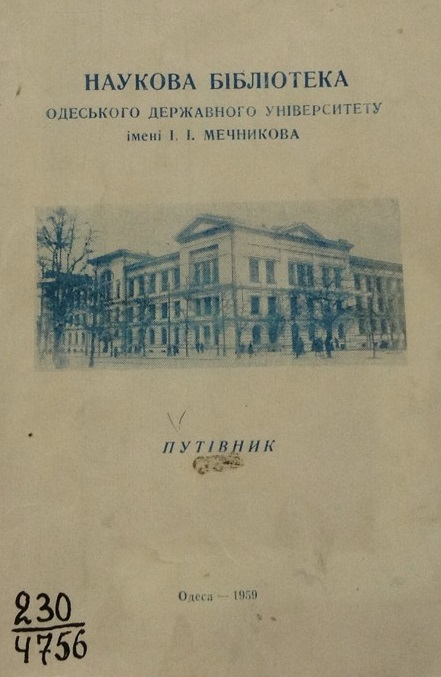 НАУКОВА БІБЛІОТЕКА
ОДЕСЬКОГО ДЕРЖАВНОГО УНІВЕРСИТЕТУ
імені І. І. МЕЧНИКОВА
ПУТІВНИК
Одеса — 1959
230
4756